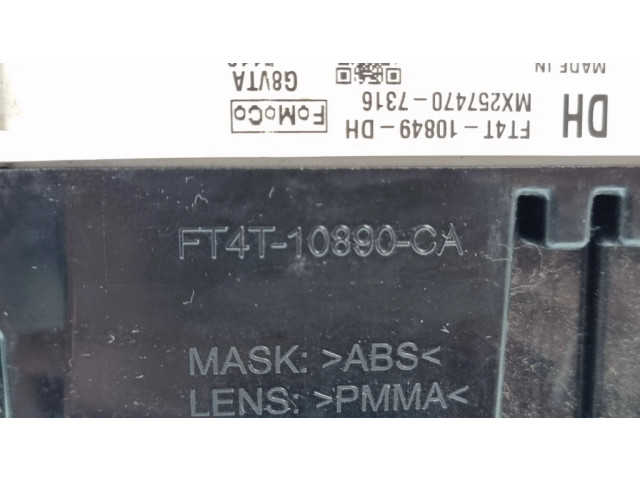 FT4T-10890-CA
MASK: >ABS<
LENS: >PMMA<
DH
FT4T-10849-DH
MX257470-7316
FoMoCo
G8VTA
MADE IN